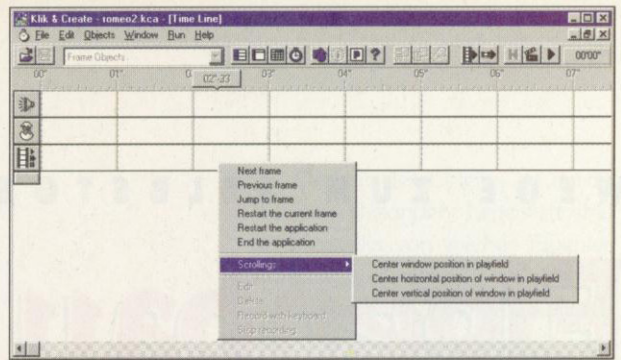 Klik & Create - romeo2.kca - [Time Line]
File Edit Objects Window Run Help
Frame Objects
00'00"
00" 01" 0 02"-33 03" 04" 05" 06" 07"
Next frame
Previous frame
Jump to frame
Restart the current frame
Restart the application
End the application
Scrollings
Center window position in playfield
Center horizontal position of window in playfield
Center vertical position of window in playfield
Edit
Delete
Record with keyboard
Stop recording